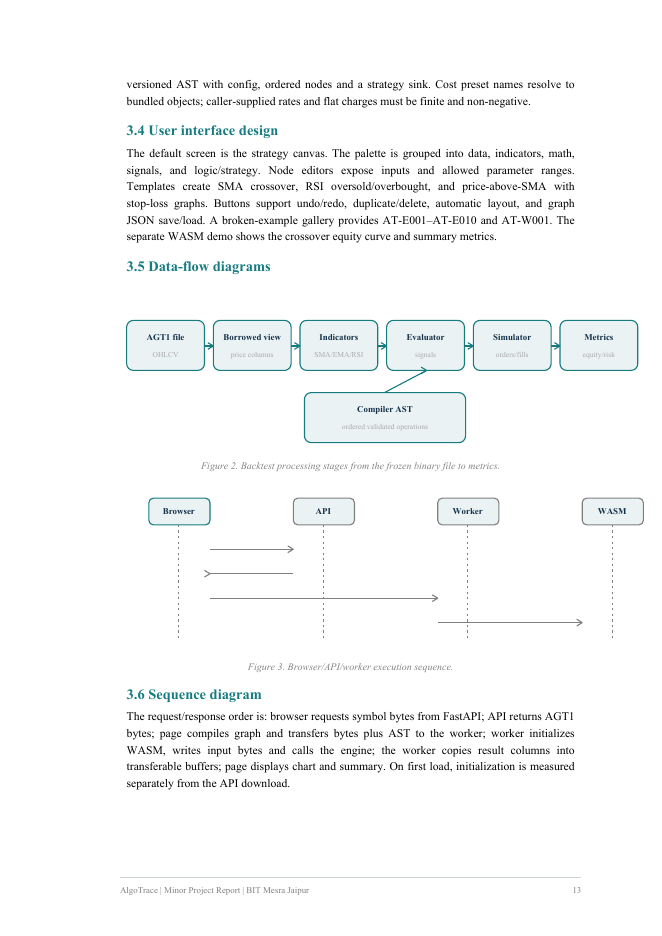 versioned AST with config, ordered nodes and a strategy sink. Cost preset names resolve to
bundled objects; caller-supplied rates and flat charges must be finite and non-negative.
3.4 User interface design
The default screen is the strategy canvas. The palette is grouped into data, indicators, math,
signals, and logic/strategy. Node editors expose inputs and allowed parameter ranges.
Templates create SMA crossover, RSI oversold/overbought, and price-above-SMA with
stop-loss graphs. Buttons support undo/redo, duplicate/delete, automatic layout, and graph
JSON save/load. A broken-example gallery provides AT-E001–AT-E010 and AT-W001. The
separate WASM demo shows the crossover equity curve and summary metrics.
3.5 Data-flow diagrams
AGT1 file
OHLCV
Borrowed view
price columns
Indicators
SMA/EMA/RSI
Evaluator
signals
Simulator
orders/fills
Metrics
equity/risk
Compiler AST
ordered validated operations
Figure 2. Backtest processing stages from the frozen binary file to metrics.
Browser
API
Worker
WASM
Figure 3. Browser/API/worker execution sequence.
3.6 Sequence diagram
The request/response order is: browser requests symbol bytes from FastAPI; API returns AGT1
bytes; page compiles graph and transfers bytes plus AST to the worker; worker initializes
WASM, writes input bytes and calls the engine; the worker copies result columns into
transferable buffers; page displays chart and summary. On first load, initialization is measured
separately from the API download.
AlgoTrace | Minor Project Report | BIT Mesra Jaipur
13